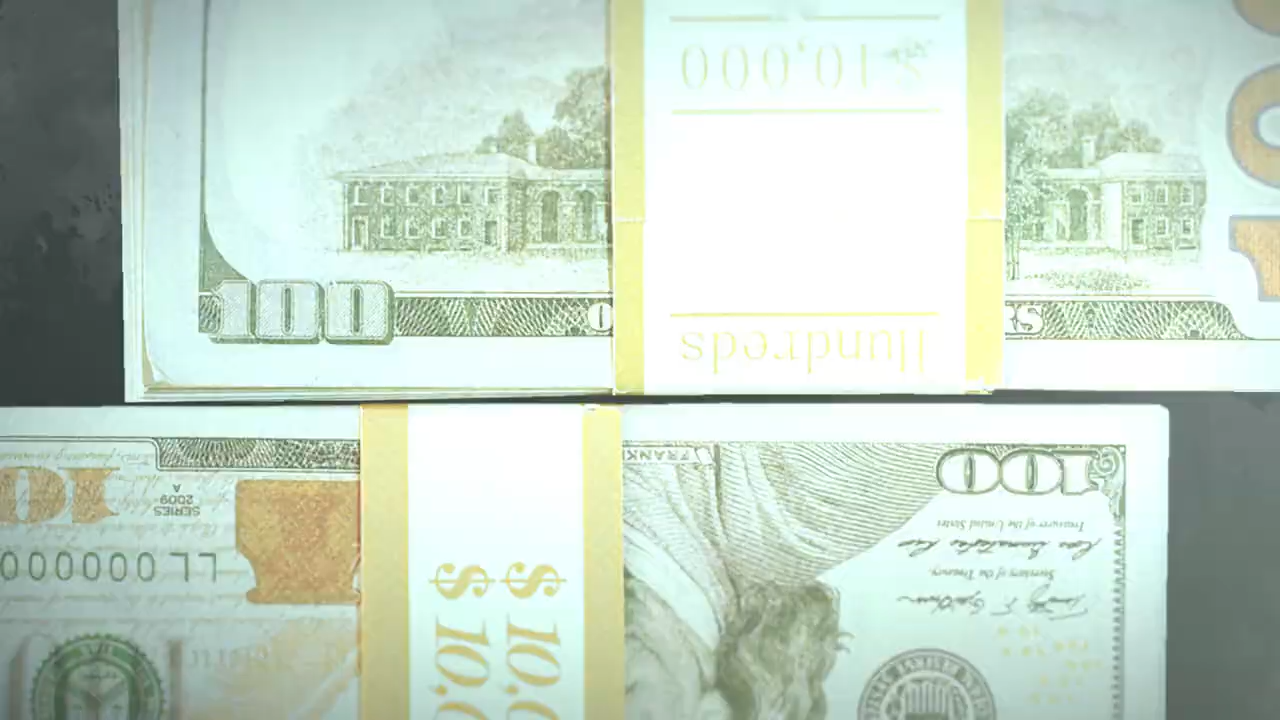 $10,000
100
Hundreds
FRANK
100
SERIES
2009
A
Treasurer of the United States
LL 000000
Secretary of the Treasury.
$10,0
$10,0